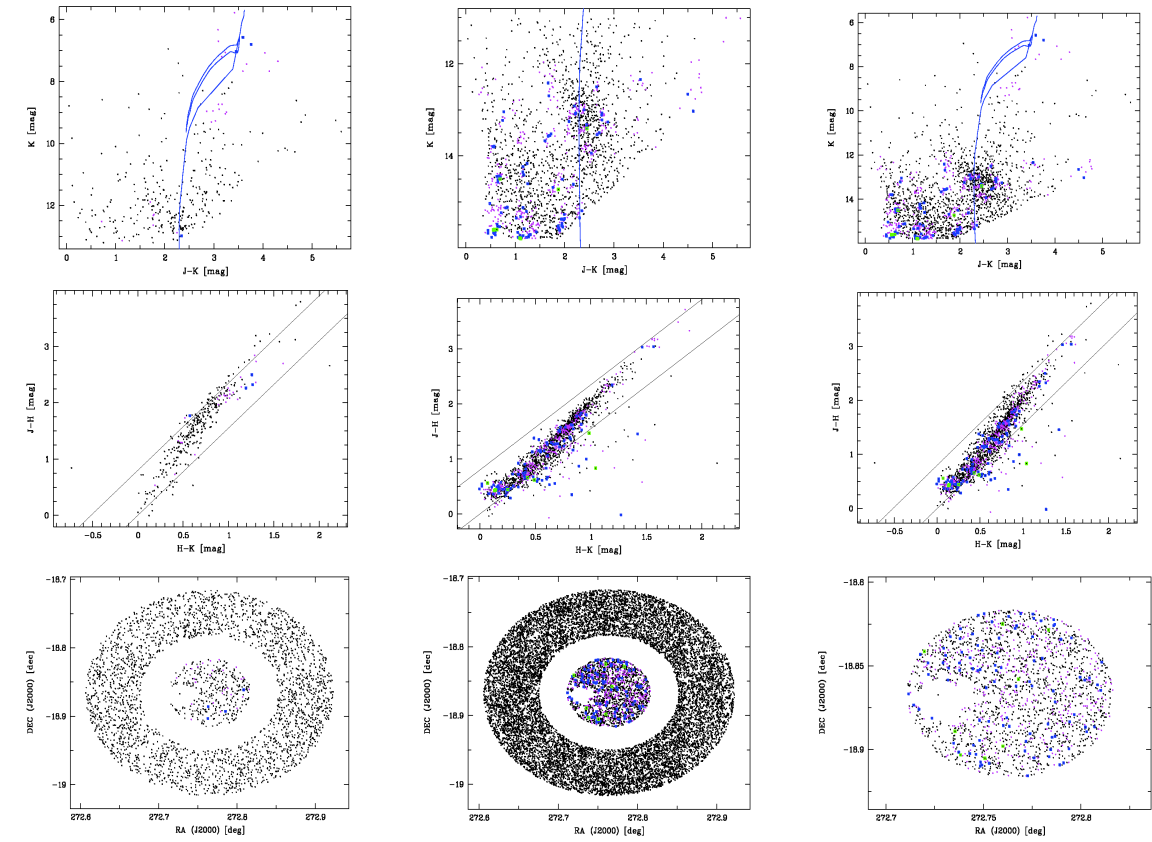 6
8
10
12
K [mag]
0 1 2 3 4 5
J-K [mag]
12
14
K [mag]
0 1 2 3 4 5
J-K [mag]
6
8
10
12
14
K [mag]
0 1 2 3 4 5
J-K [mag]
3
2
1
0
J-H [mag]
-0.5 0 0.5 1 1.5 2
H-K [mag]
3
2
1
0
J-H [mag]
0 0.5 1 1.5 2
H-K [mag]
3
2
1
0
J-H [mag]
-0.5 0 0.5 1 1.5 2
H-K [mag]
-18.7
-18.8
-18.9
-19
DEC (J2000) [dec]
272.6 272.7 272.8 272.9
RA (J2000) [deg]
-18.7
-18.8
-18.9
-19
DEC (J2000) [dec]
272.6 272.7 272.8 272.9
RA (J2000) [deg]
-18.8
-18.85
-18.9
DEC (J2000) [dec]
272.7 272.75 272.8
RA (J2000) [deg]